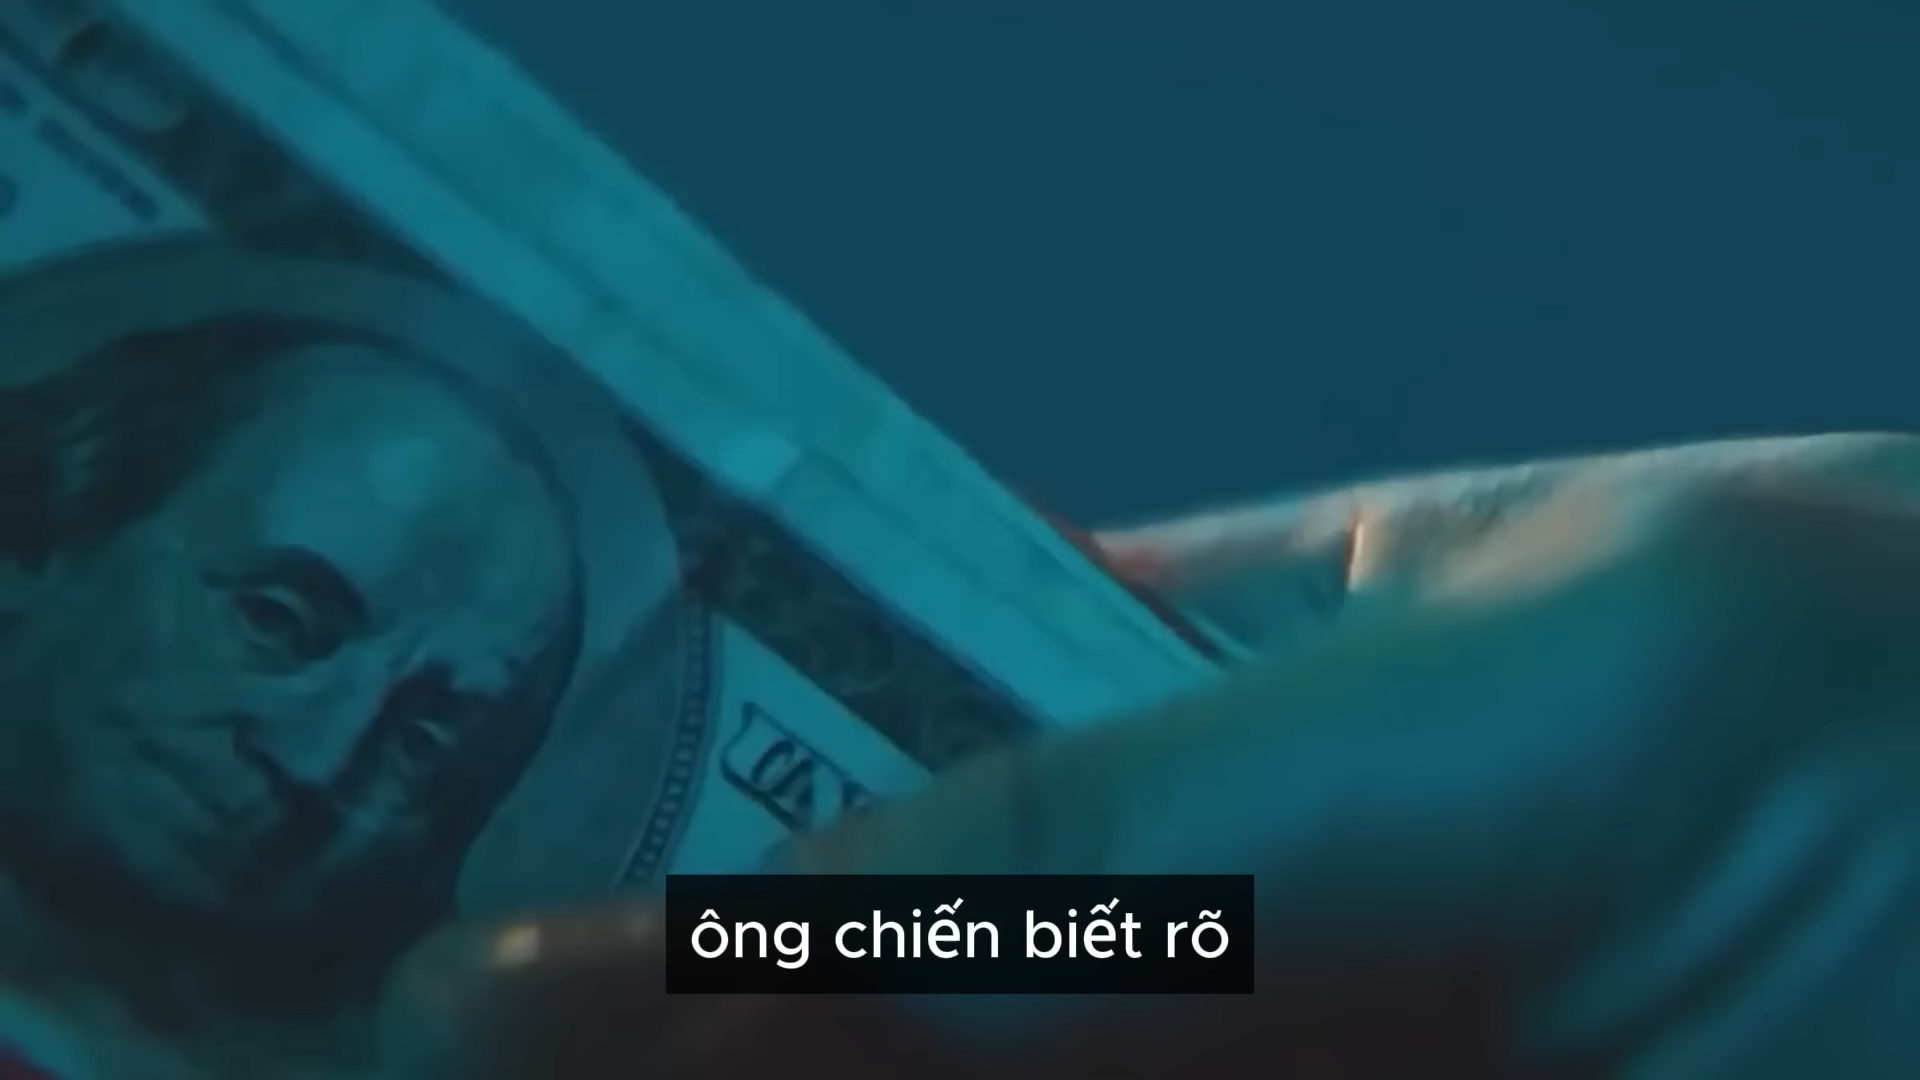 ông chiến biết rõ